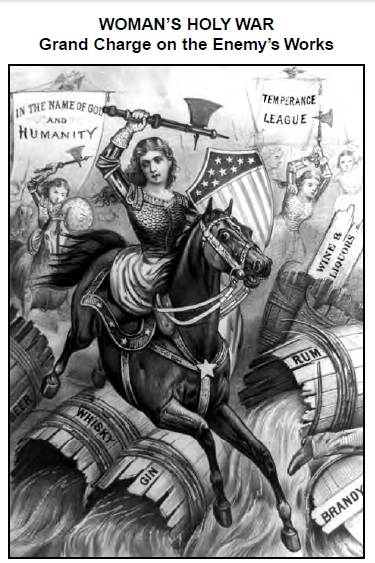 WOMAN'S HOLY WAR
Grand Charge on the Enemy's Works
IN THE NAME OF GOD
AND
HUMANITY
TEMPERANCE
LEAGUE
WINE &
LIQUORS
RUM
BEER
WHISKY
GIN
BRANDY